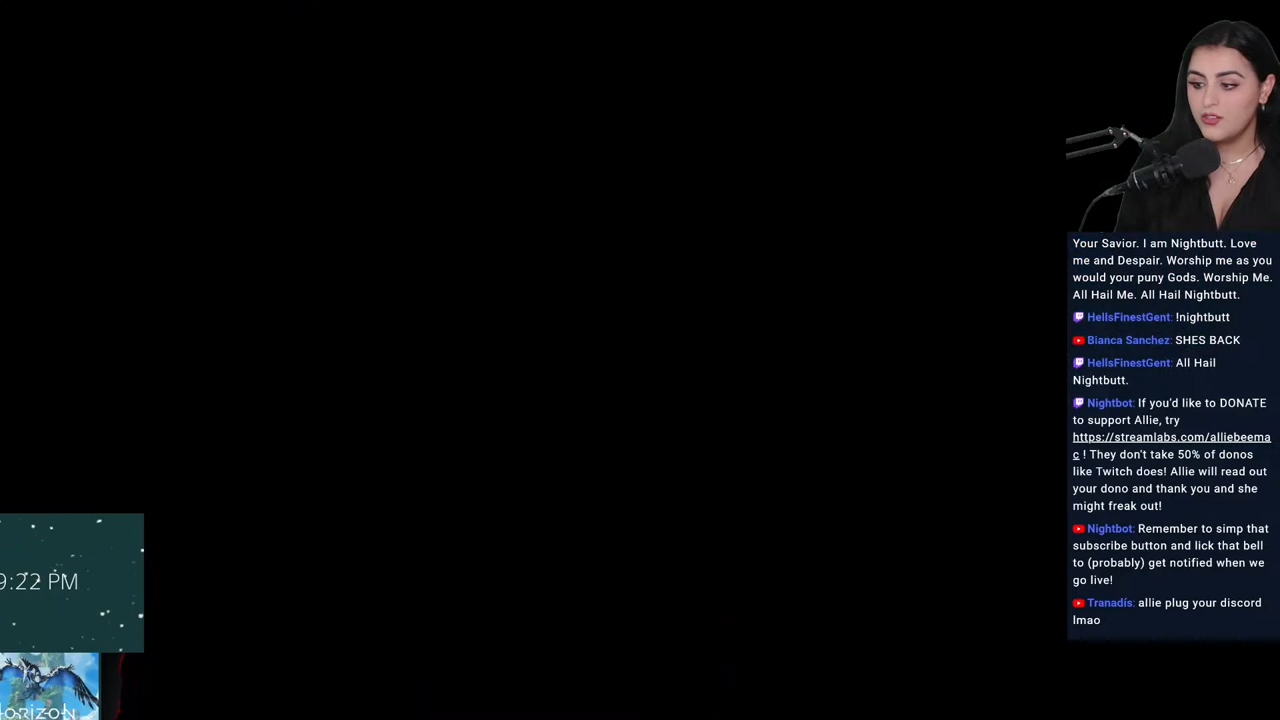 Your Savior. I am Nightbutt. Love
me and Despair. Worship me as you
would your puny Gods. Worship Me.
All Hail Me. All Hail Nightbutt.
HellsFinestGent: !nightbutt
Bianca Sanchez: SHES BACK
HellsFinestGent: All Hail
Nightbutt.
Nightbot: If you'd like to DONATE
to support Allie, try
https://streamlabs.com/alliebeema
c ! They don't take 50% of donos
like Twitch does! Allie will read out
your dono and thank you and she
might freak out!
Nightbot: Remember to simp that
subscribe button and lick that bell
to (probably) get notified when we
go live!
Tranadís: allie plug your discord
lmao
9:22 PM
HORIZON